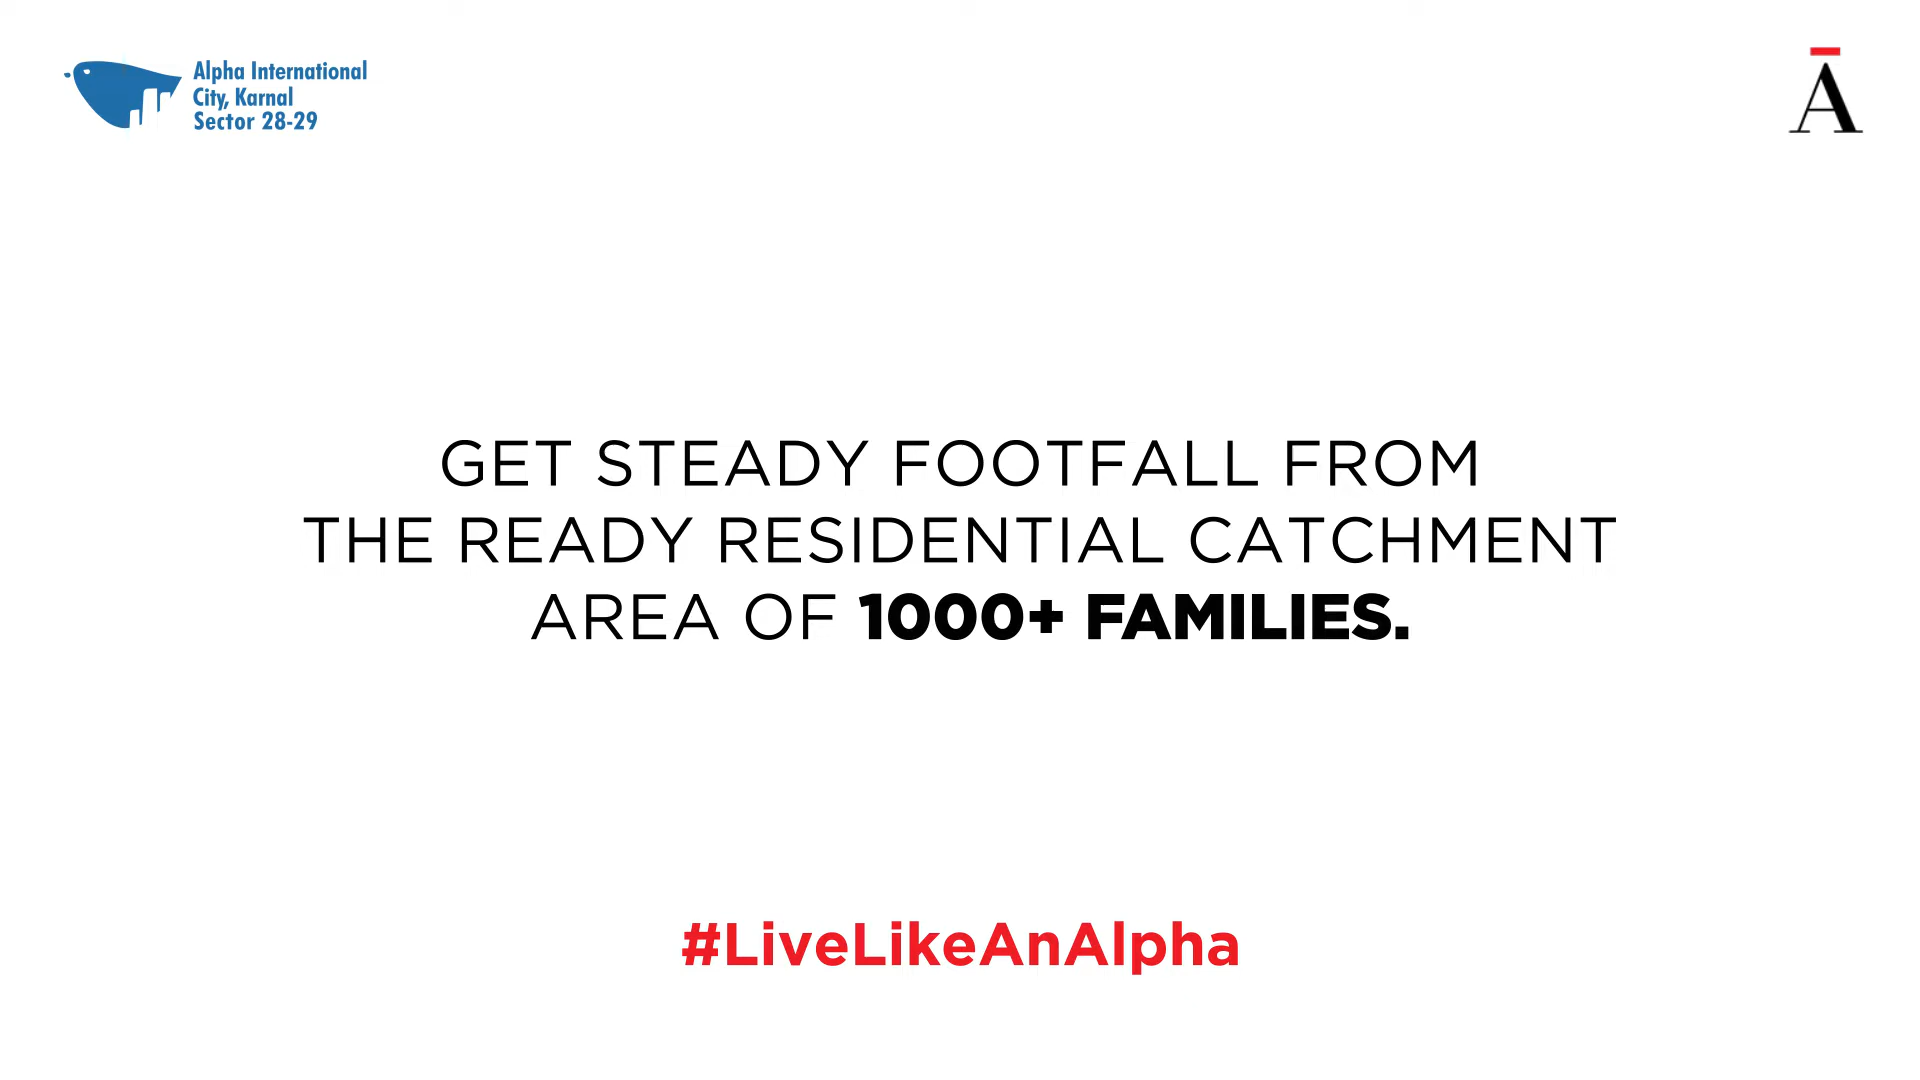 Alpha International
City, Karnal
Sector 28-29
A
GET STEADY FOOTFALL FROM
THE READY RESIDENTIAL CATCHMENT
AREA OF 1000+ FAMILIES.
#LiveLikeAnAlpha